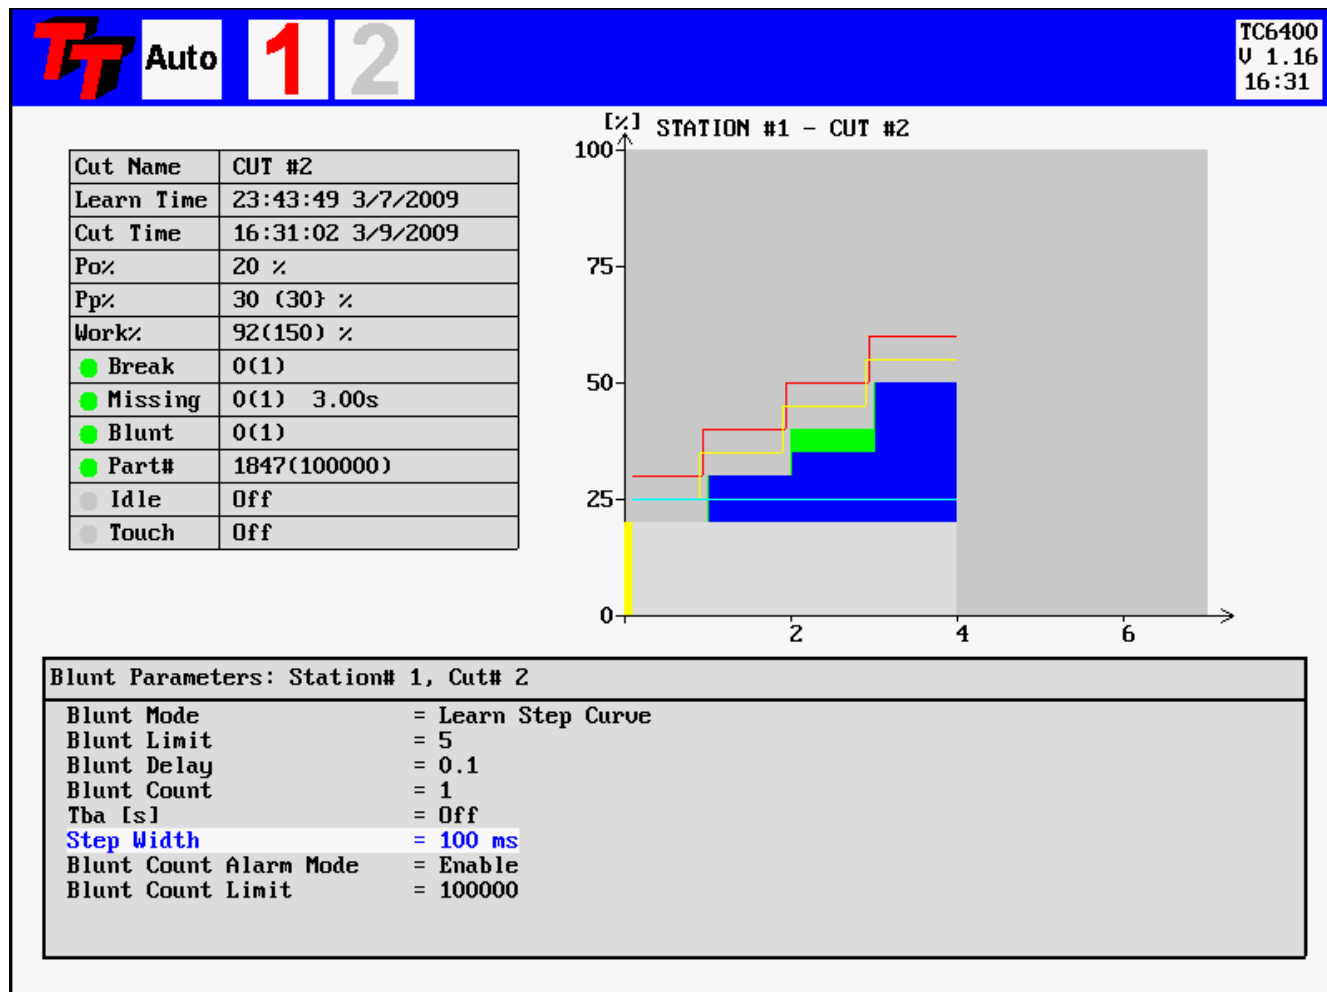 TT Auto 1 2
TC6400
V 1.16
16:31
[%] STATION #1 - CUT #2
100
75
50
25
0
2 4 6
Cut Name CUT #2
Learn Time 23:43:49 3/7/2009
Cut Time 16:31:02 3/9/2009
Po% 20 %
Pp% 30 (30} %
Work% 92(150) %
Break 0(1)
Missing 0(1) 3.00s
Blunt 0(1)
Part# 1847(100000)
Idle Off
Touch Off
Blunt Parameters: Station# 1, Cut# 2
Blunt Mode = Learn Step Curve
Blunt Limit = 5
Blunt Delay = 0.1
Blunt Count = 1
Tba [s] = Off
Step Width = 100 ms
Blunt Count Alarm Mode = Enable
Blunt Count Limit = 100000